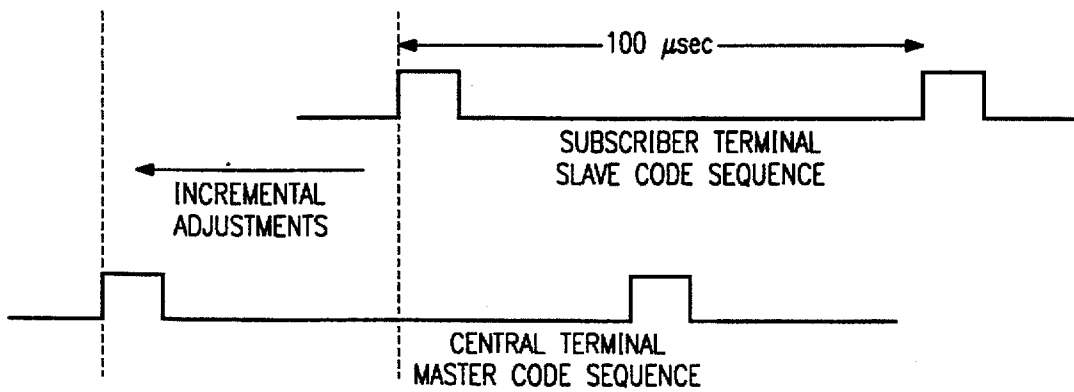 100 μsec
SUBSCRIBER TERMINAL
SLAVE CODE SEQUENCE
INCREMENTAL
ADJUSTMENTS
CENTRAL TERMINAL
MASTER CODE SEQUENCE